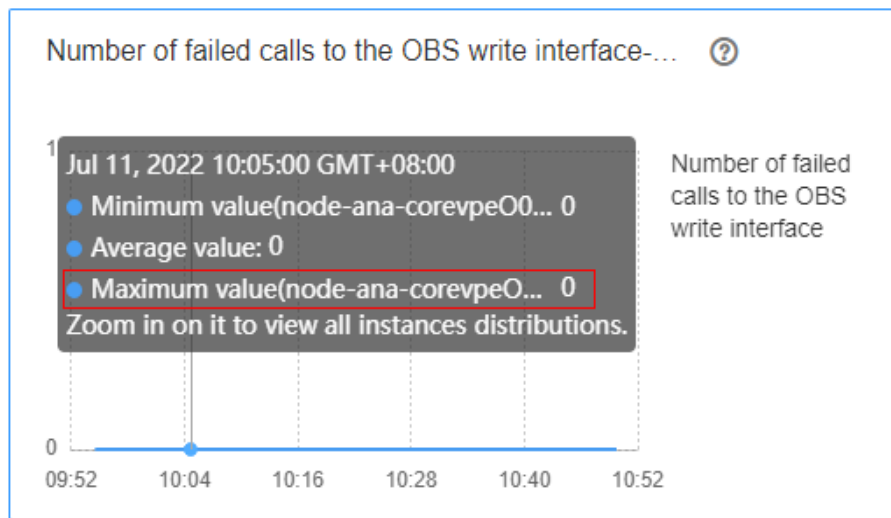 Number of failed calls to the OBS write interface-...
1
Jul 11, 2022 10:05:00 GMT+08:00
Minimum value(node-ana-corevpeO0... 0
Average value: 0
Maximum value(node-ana-corevpeO... 0
Zoom in on it to view all instances distributions.
Number of failed
calls to the OBS
write interface
0
09:52 10:04 10:16 10:28 10:40 10:52